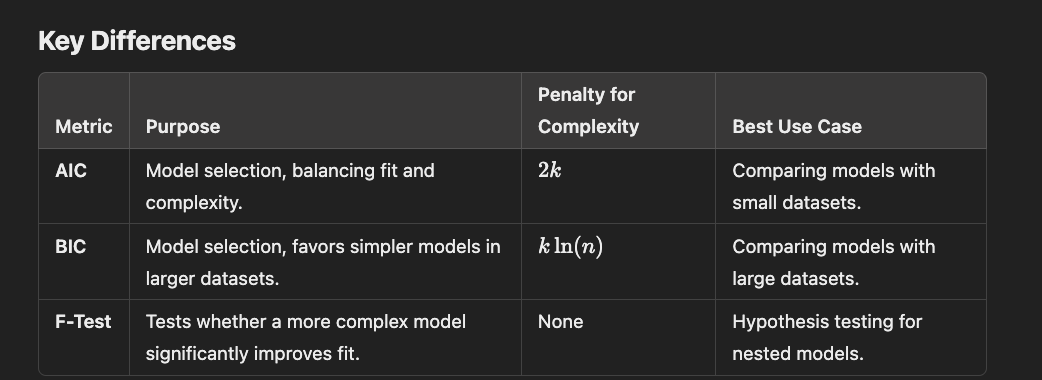 Key Differences
Penalty for
Metric Purpose Complexity Best Use Case
AIC Model selection, balancing fit and 2k Comparing models with
complexity. small datasets.
BIC Model selection, favors simpler models in k ln(n) Comparing models with
larger datasets. large datasets.
F-Test Tests whether a more complex model None Hypothesis testing for
significantly improves fit. nested models.